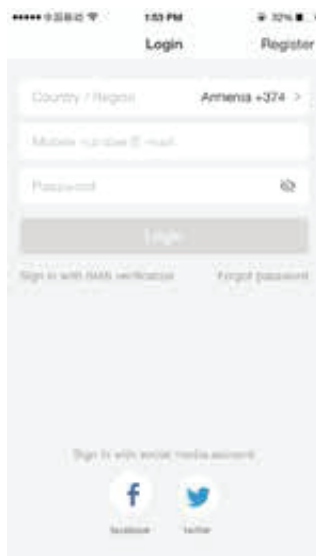 1:53 PM 32%
Login Register
Country / Region Armenia +374 >
Mobile number/E-mail
Password
Login
Sign in with SMS verification Forgot password
Sign in with social media account
facebook twitter